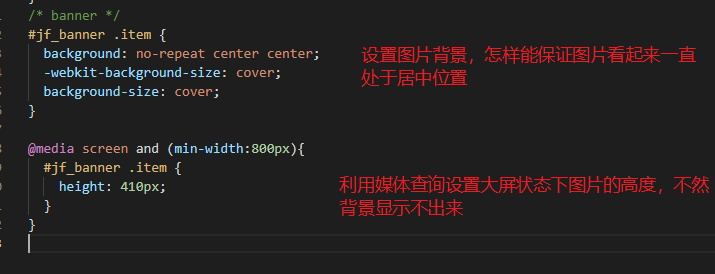 /* banner */
#jf_banner .item {
background: no-repeat center center;
-webkit-background-size: cover;
background-size: cover;
}
设置图片背景，怎样能保证图片看起来一直
处于居中位置
@media screen and (min-width:800px){
#jf_banner .item {
height: 410px;
}
}
利用媒体查询设置大屏状态下图片的高度，不然
背景显示不出来